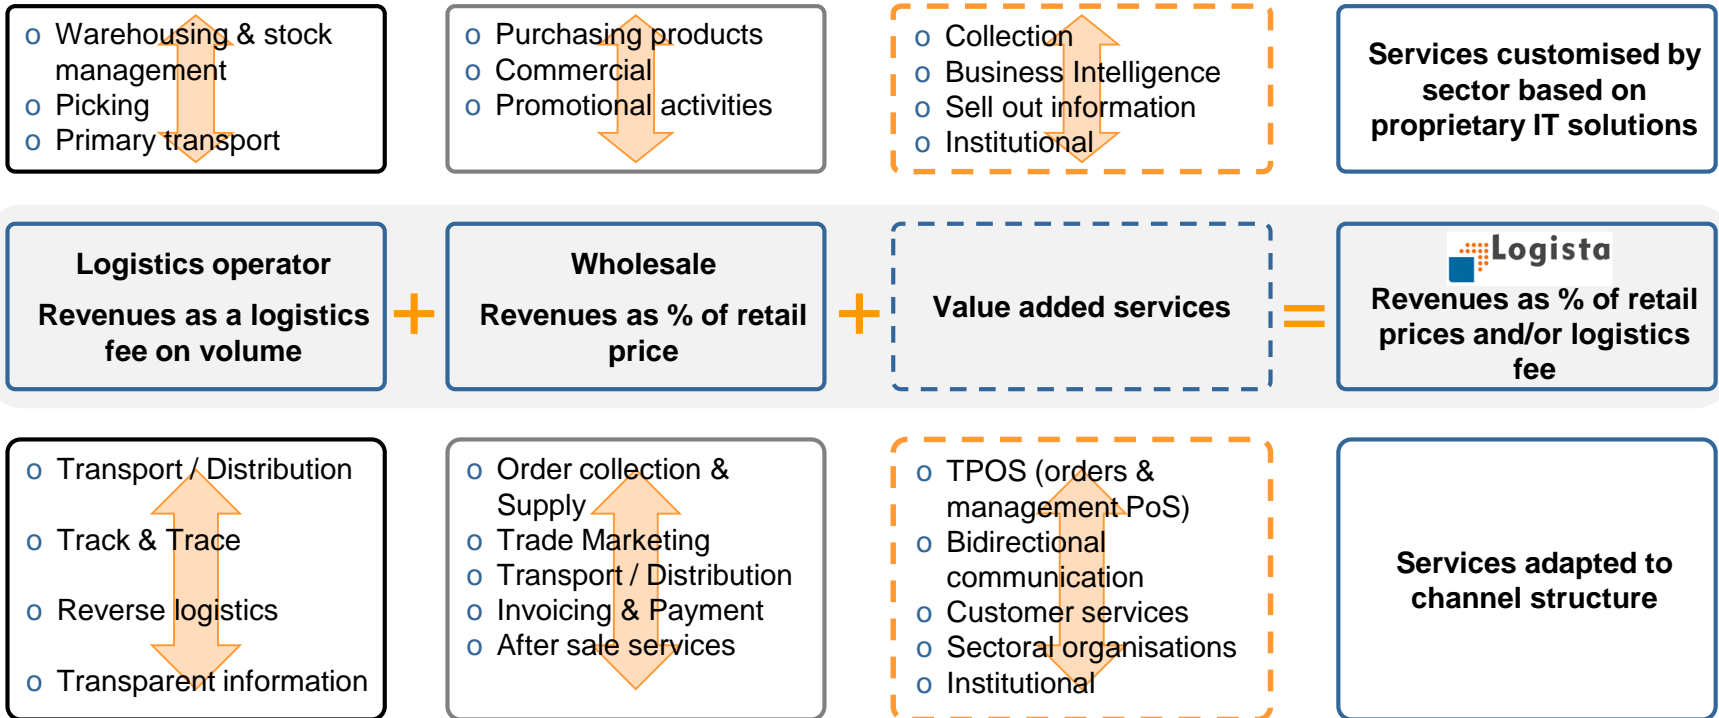 o Warehousing & stock
management
o Picking
o Primary transport
o Purchasing products
o Commercial
o Promotional activities
o Collection
o Business Intelligence
o Sell out information
o Institutional
Services customised by
sector based on
proprietary IT solutions
Logistics operator
Revenues as a logistics
fee on volume
+
Wholesale
Revenues as % of retail
price
+
Value added services
=
Logista
Revenues as % of retail
prices and/or logistics
fee
o Transport / Distribution
o Track & Trace
o Reverse logistics
o Transparent information
o Order collection &
Supply
o Trade Marketing
o Transport / Distribution
o Invoicing & Payment
o After sale services
o TPOS (orders &
management PoS)
o Bidirectional
communication
o Customer services
o Sectoral organisations
o Institutional
Services adapted to
channel structure